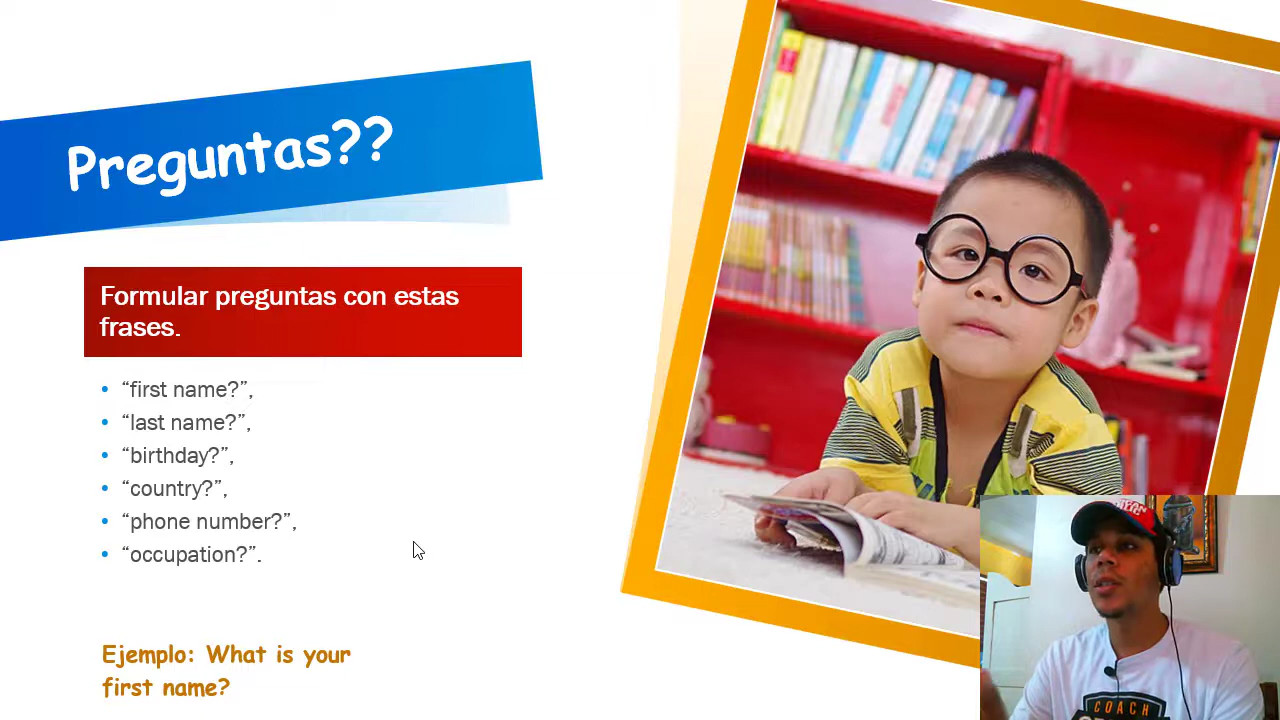 Preguntas??
Formular preguntas con estas
frases.
• “first name?”,
• “last name?”,
• “birthday?”,
• “country?”,
• “phone number?”,
• “occupation?”.
Ejemplo: What is your
first name?
COACH